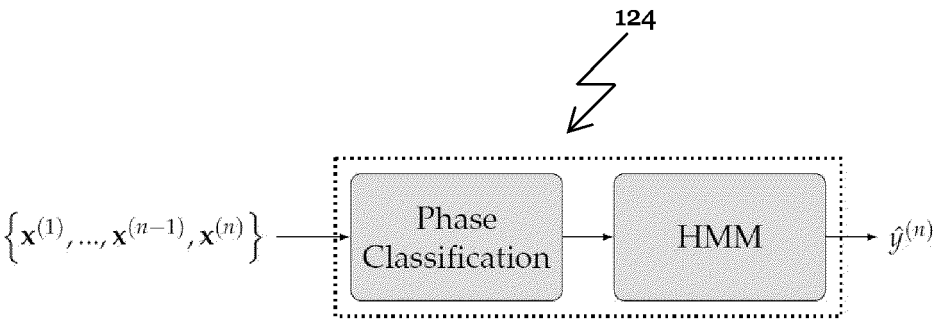 124
{x^(1), ..., x^(n−1), x^(n)}
Phase
Classification
HMM
ŷ^(n)